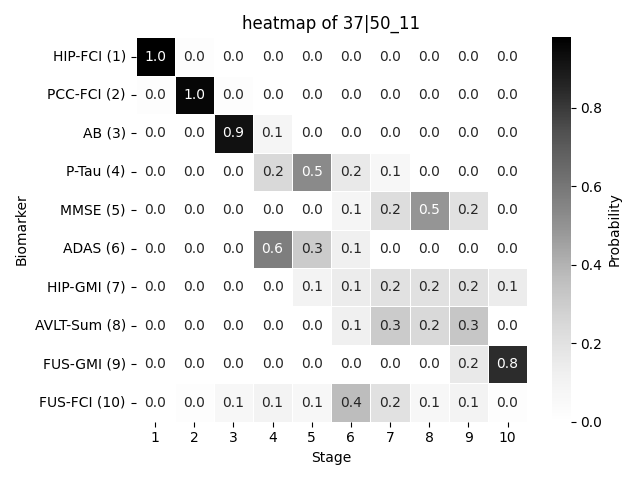 heatmap of 37|50_11
HIP-FCI (1) 1.0 0.0 0.0 0.0 0.0 0.0 0.0 0.0 0.0 0.0
PCC-FCI (2) 0.0 1.0 0.0 0.0 0.0 0.0 0.0 0.0 0.0 0.0
AB (3) 0.0 0.0 0.9 0.1 0.0 0.0 0.0 0.0 0.0 0.0
P-Tau (4) 0.0 0.0 0.0 0.2 0.5 0.2 0.1 0.0 0.0 0.0
MMSE (5) 0.0 0.0 0.0 0.0 0.0 0.1 0.2 0.5 0.2 0.0
ADAS (6) 0.0 0.0 0.0 0.6 0.3 0.1 0.0 0.0 0.0 0.0
HIP-GMI (7) 0.0 0.0 0.0 0.0 0.1 0.1 0.2 0.2 0.2 0.1
AVLT-Sum (8) 0.0 0.0 0.0 0.0 0.0 0.1 0.3 0.2 0.3 0.0
FUS-GMI (9) 0.0 0.0 0.0 0.0 0.0 0.0 0.0 0.0 0.2 0.8
FUS-FCI (10) 0.0 0.0 0.1 0.1 0.1 0.4 0.2 0.1 0.1 0.0
1 2 3 4 5 6 7 8 9 10
Stage
Biomarker
0.8
0.6
0.4
0.2
0.0
Probability